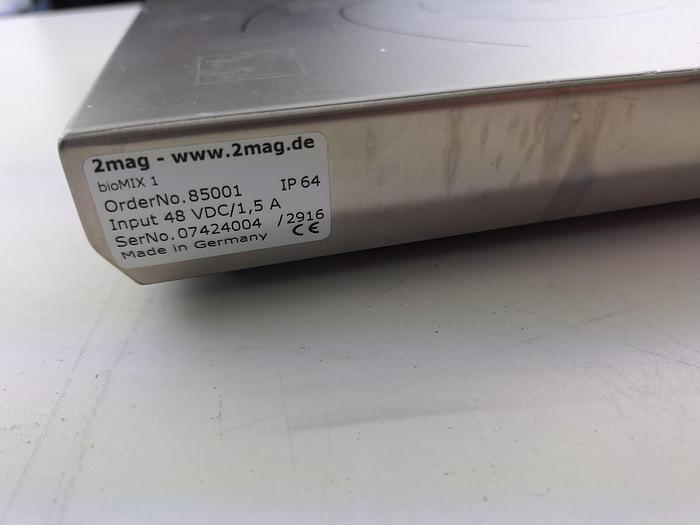 2mag - www.2mag.de
bioMIX 1
OrderNo. 85001 IP 64
Input 48 VDC/1,5 A
SerNo. 07424004 /2916
Made in Germany CE